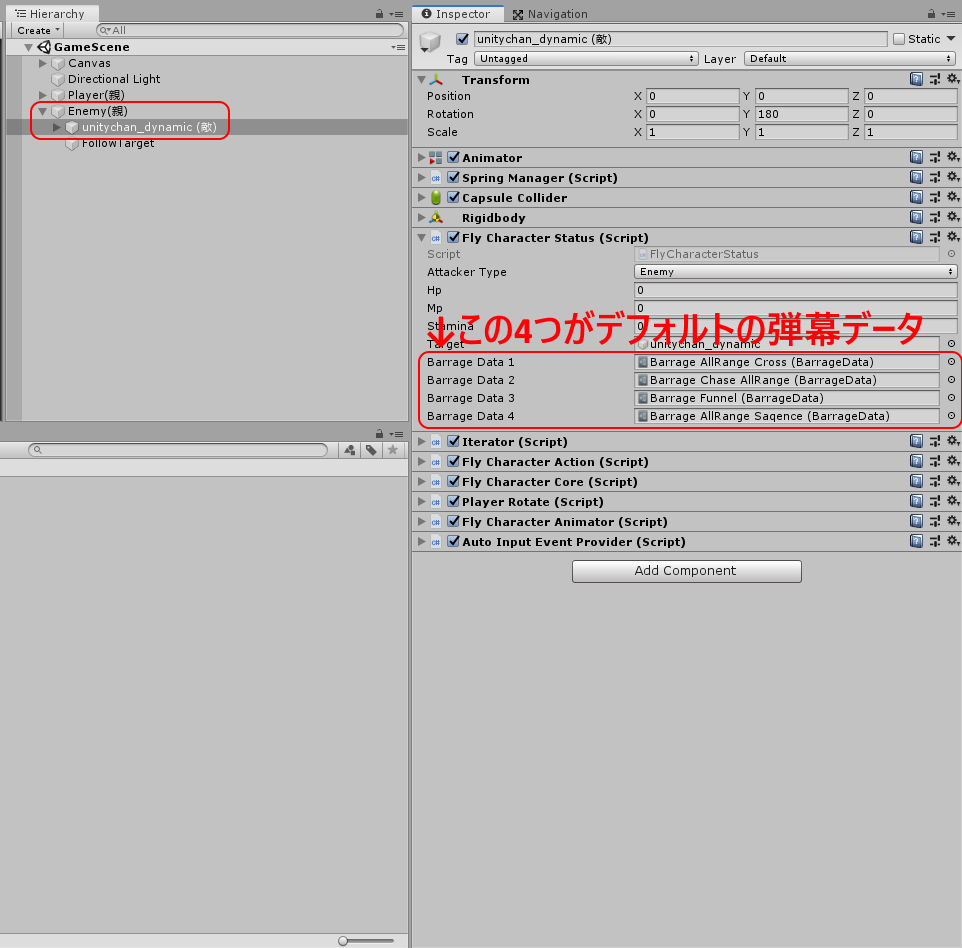 Hierarchy
Create
All
GameScene
Canvas
Directional Light
Player(親)
Enemy(親)
unitychan_dynamic (敵)
FollowTarget
Inspector
Navigation
unitychan_dynamic (敵)
Static
Tag
Untagged
Layer
Default
Transform
Position X 0 Y 0 Z 0
Rotation X 0 Y 180 Z 0
Scale X 1 Y 1 Z 1
Animator
Spring Manager (Script)
Capsule Collider
Rigidbody
Fly Character Status (Script)
Script FlyCharacterStatus
Attacker Type Enemy
Hp 0
Mp 0
Stamina 0
↓この4つがデフォルトの弾幕データ
Target unitychan_dynamic
Barrage Data 1 Barrage AllRange Cross (BarrageData)
Barrage Data 2 Barrage Chase AllRange (BarrageData)
Barrage Data 3 Barrage Funnel (BarrageData)
Barrage Data 4 Barrage AllRange Saqence (BarrageData)
Iterator (Script)
Fly Character Action (Script)
Fly Character Core (Script)
Player Rotate (Script)
Fly Character Animator (Script)
Auto Input Event Provider (Script)
Add Component